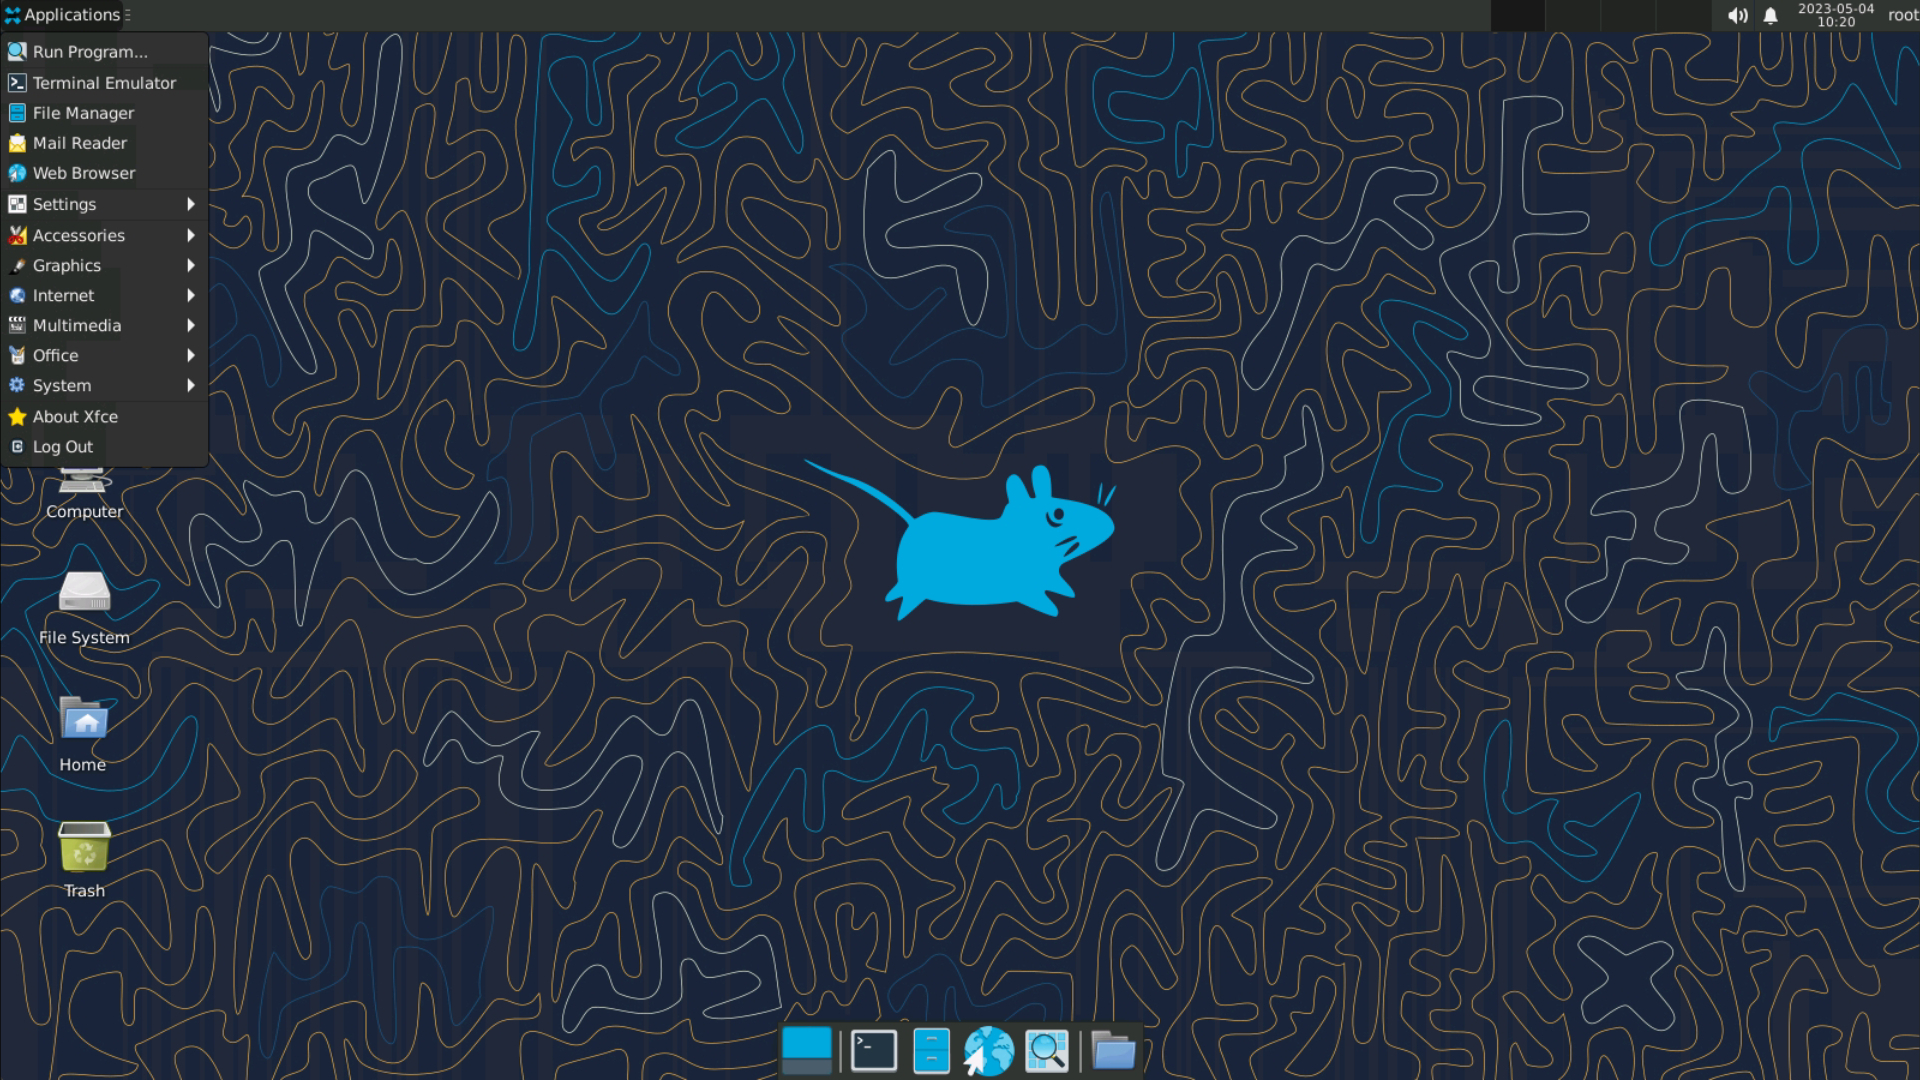 Applications
2023-05-04
10:20
root
Run Program...
Terminal Emulator
File Manager
Mail Reader
Web Browser
Settings
Accessories
Graphics
Internet
Multimedia
Office
System
About Xfce
Log Out
Computer
File System
Home
Trash